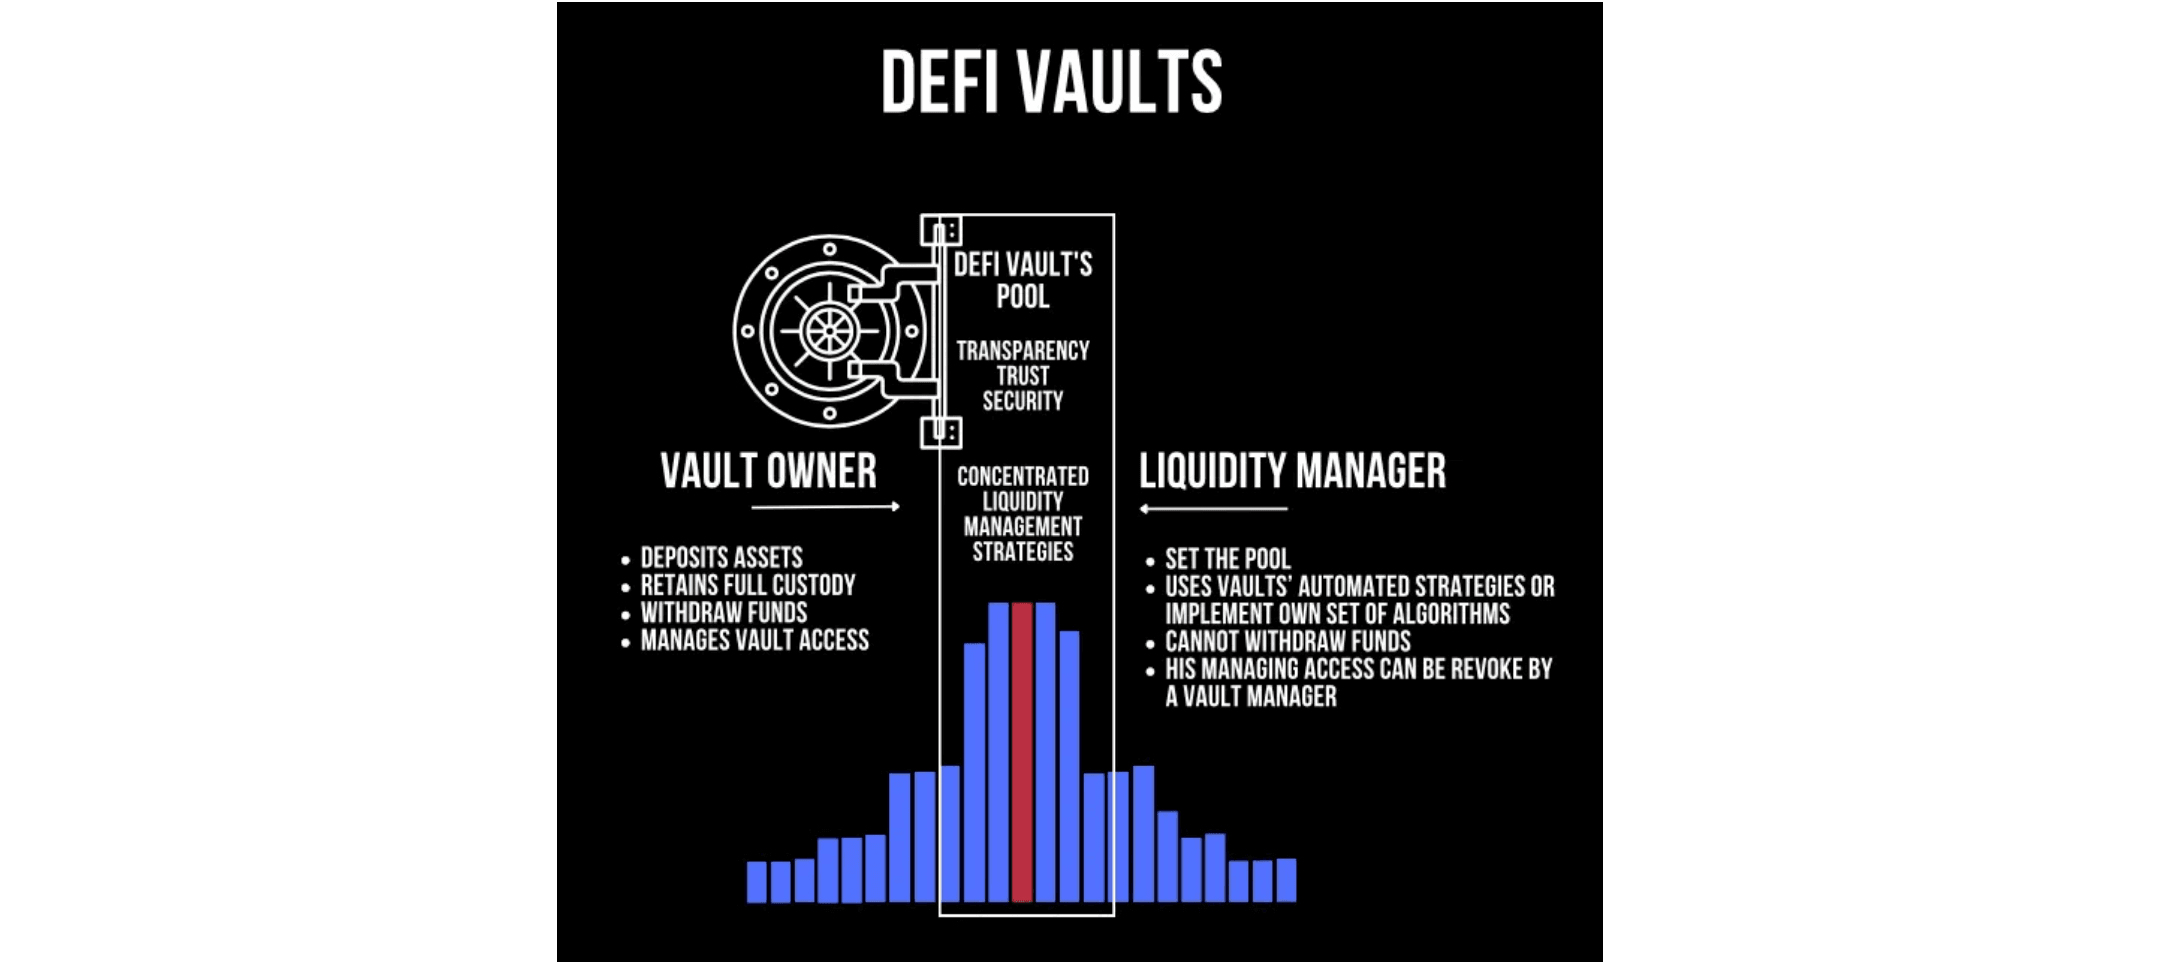 DEFI VAULTS
DEFI VAULT'S
POOL
TRANSPARENCY
TRUST
SECURITY
CONCENTRATED
LIQUIDITY
MANAGEMENT
STRATEGIES
VAULT OWNER
• DEPOSITS ASSETS
• RETAINS FULL CUSTODY
• WITHDRAW FUNDS
• MANAGES VAULT ACCESS
LIQUIDITY MANAGER
• SET THE POOL
• USES VAULTS’ AUTOMATED STRATEGIES OR
IMPLEMENT OWN SET OF ALGORITHMS
• CANNOT WITHDRAW FUNDS
• HIS MANAGING ACCESS CAN BE REVOKE BY
A VAULT MANAGER